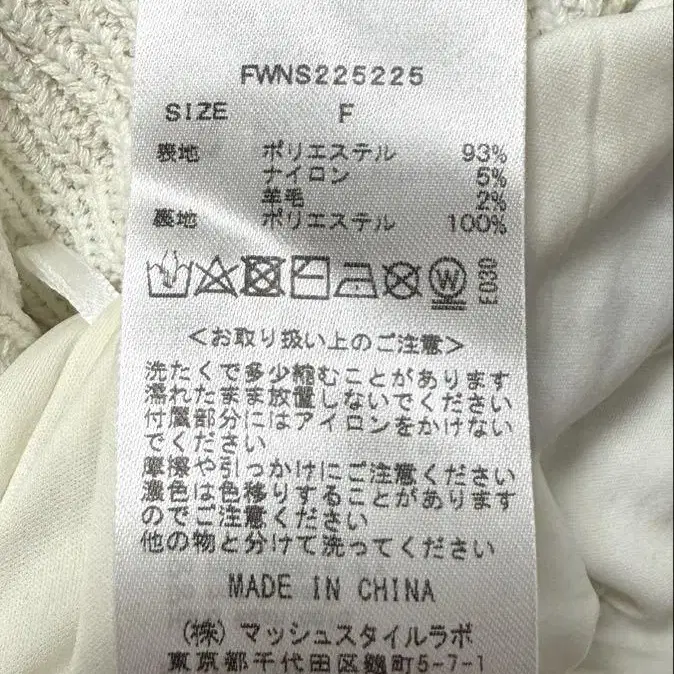 FWNS225225
SIZE F
表地 ポリエステル 93%
ナイロン 5%
羊毛 2%
裏地 ポリエステル 100%
W
E030
<お取り扱い上のご注意>
洗たくで多少縮むことがあります
濡れたまま放置しないでください
付属部分にはアイロンをかけない
でください
摩擦や引っかけにご注意ください
濃色は色移りすることがあります
のでご注意ください
他の物と分けて洗ってください
MADE IN CHINA
(株) マッシュスタイルラボ
東京都千代田区麹町5-7-1